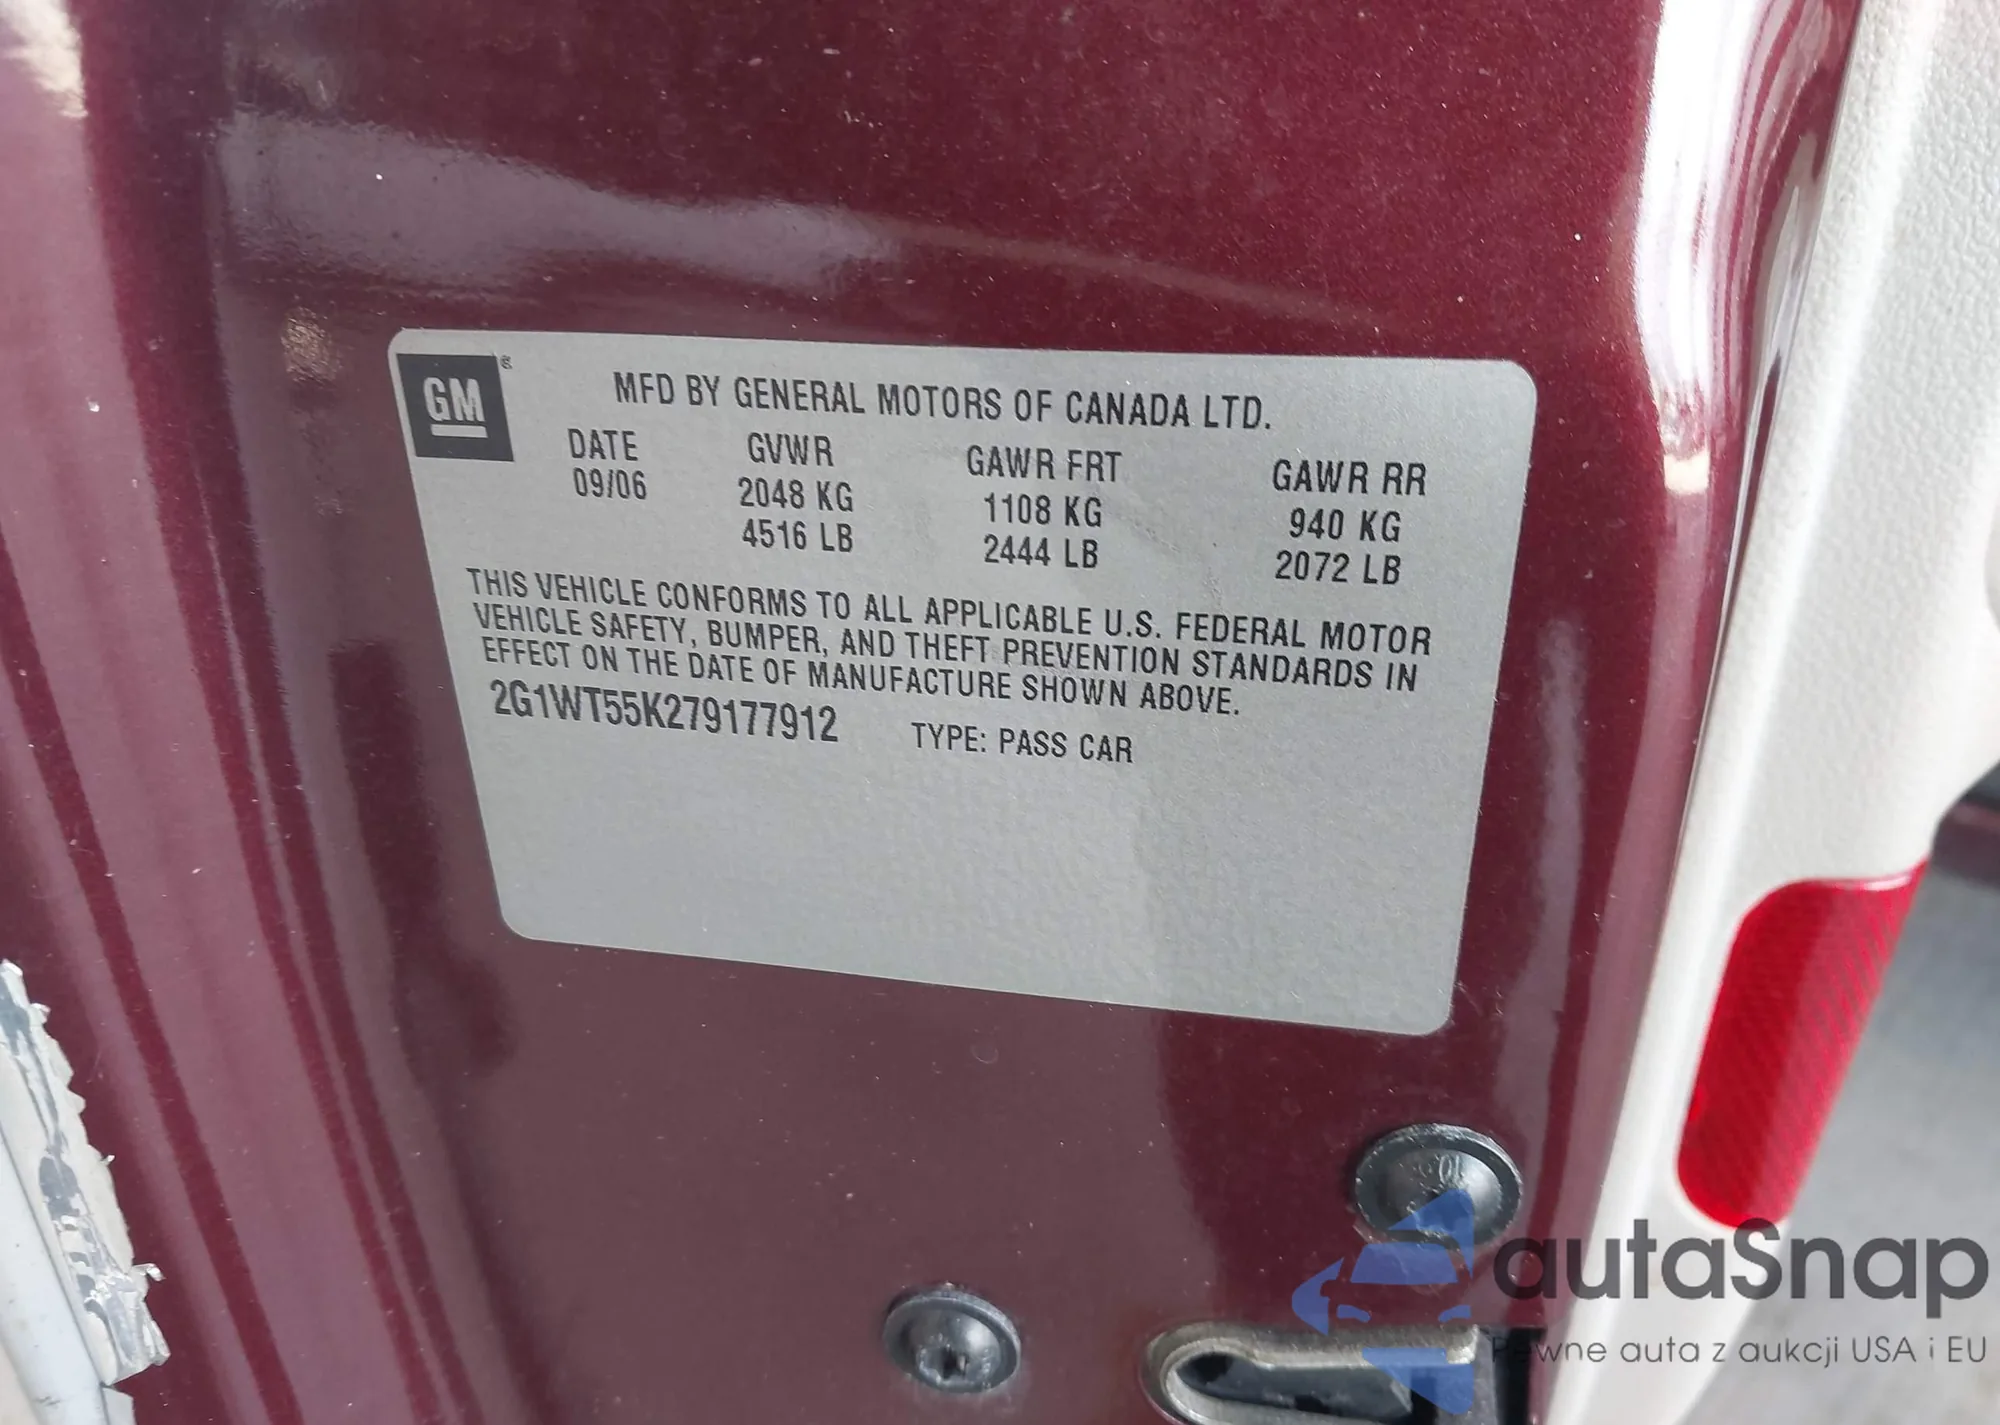 GM
MFD BY GENERAL MOTORS OF CANADA LTD.
DATE GVWR GAWR FRT GAWR RR
09/06 2048 KG 1108 KG 940 KG
4516 LB 2444 LB 2072 LB
THIS VEHICLE CONFORMS TO ALL APPLICABLE U.S. FEDERAL MOTOR
VEHICLE SAFETY, BUMPER, AND THEFT PREVENTION STANDARDS IN
EFFECT ON THE DATE OF MANUFACTURE SHOWN ABOVE.
2G1WT55K279177912 TYPE: PASS CAR
autaSnap
Pewne auta z aukcji USA i EU